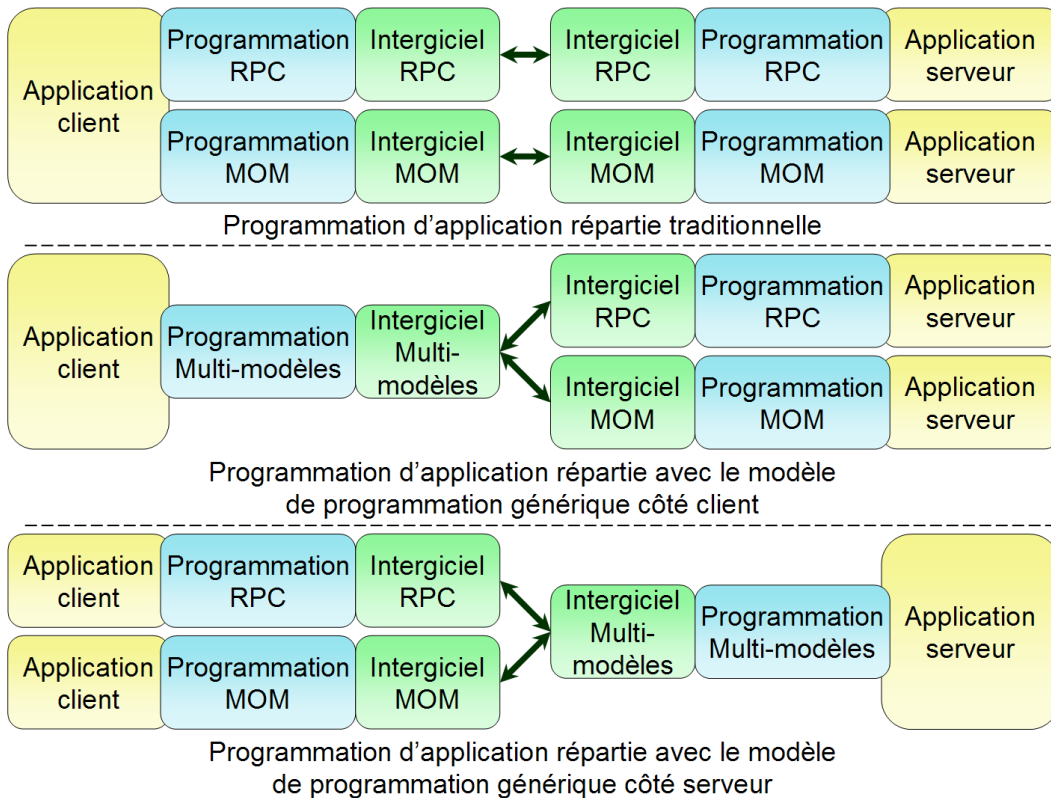 Application
client
Programmation
RPC
Intergiciel
RPC
Intergiciel
RPC
Programmation
RPC
Application
serveur
Programmation
MOM
Intergiciel
MOM
Intergiciel
MOM
Programmation
MOM
Application
serveur
Programmation d'application répartie traditionnelle
Application
client
Programmation
Multi-modèles
Intergiciel
Multi-
modèles
Intergiciel
RPC
Programmation
RPC
Application
serveur
Intergiciel
MOM
Programmation
MOM
Application
serveur
Programmation d'application répartie avec le modèle
de programmation générique côté client
Application
client
Programmation
RPC
Intergiciel
RPC
Application
client
Programmation
MOM
Intergiciel
MOM
Intergiciel
Multi-
modèles
Programmation
Multi-modèles
Application
serveur
Programmation d'application répartie avec le modèle
de programmation générique côté serveur